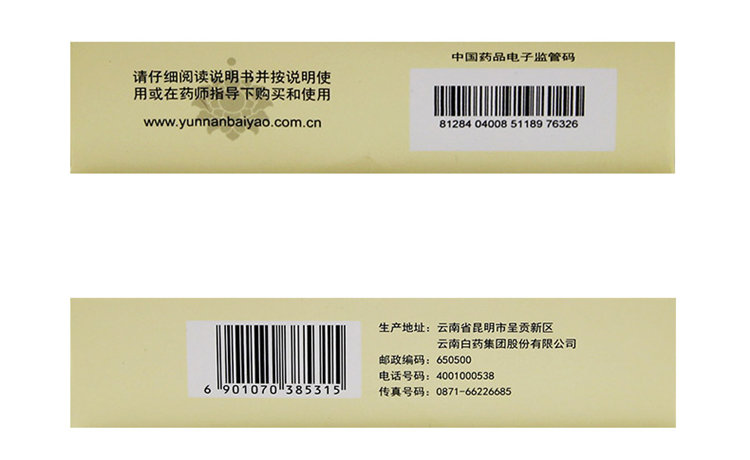 请仔细阅读说明书并按说明使
用或在药师指导下购买和使用
www.yunnanbaiyao.com.cn
中国药品电子监管码
81284 04008 51189 76326
6 901070 385315
生产地址：云南省昆明市呈贡新区
云南白药集团股份有限公司
邮政编码：650500
电话号码：4001000538
传真号码：0871-66226685